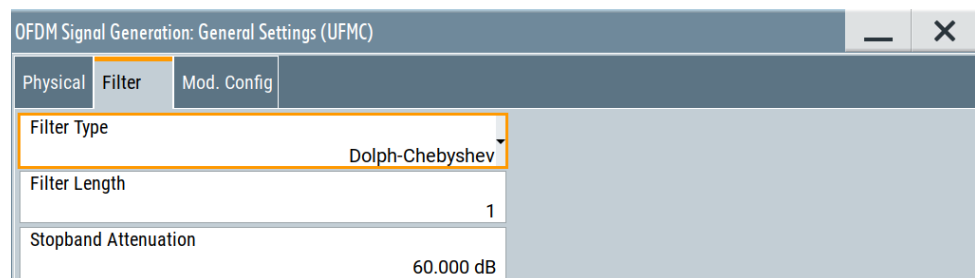 OFDM Signal Generation: General Settings (UFMC)
Physical Filter Mod. Config
Filter Type
Dolph-Chebyshev
Filter Length
1
Stopband Attenuation
60.000 dB